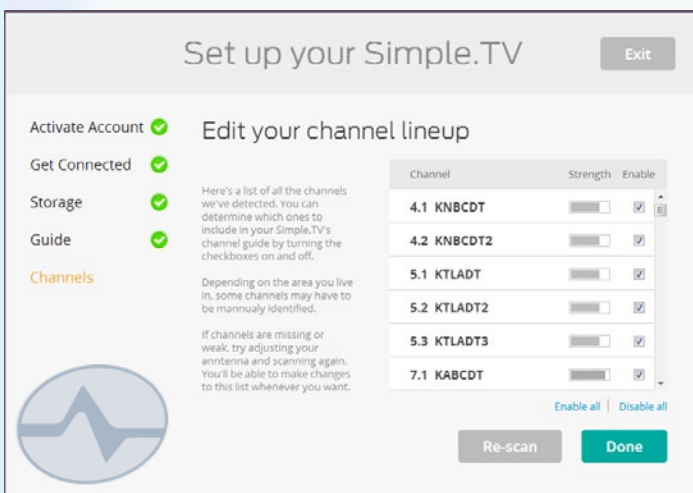 Set up your Simple.TV
Exit
Activate Account
Get Connected
Storage
Guide
Channels
Edit your channel lineup
Here's a list of all the channels
we've detected. You can
determine which ones to
include in your Simple.TV's
channel guide by turning the
checkboxes on and off.
Depending on the area you live
in, some channels may have to
be mannualy identified.
If channels are missing or
weak, try adjusting your
anntenna and scanning again.
You'll be able to make changes
to this list whenever you want.
Channel Strength Enable
4.1 KNBCDT
4.2 KNBCDT2
5.1 KTLADT
5.2 KTLADT2
5.3 KTLADT3
7.1 KABCDT
Enable all | Disable all
Re-scan
Done